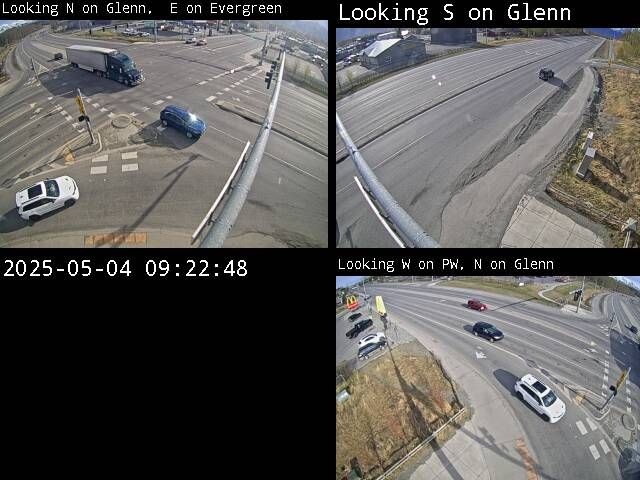 Looking N on Glenn,  E on Evergreen
Looking S on Glenn
2025-05-04 09:22:48
Looking W on PW, N on Glenn